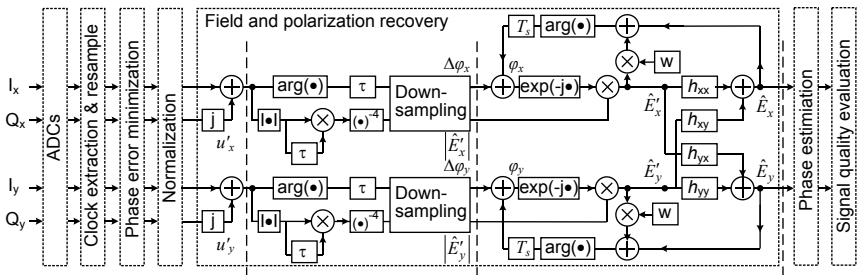 Field and polarization recovery
I_x
Q_x
I_y
Q_y
ADCs
Clock extraction & resample
Phase error minimization
Normalization
j
u'_x
arg(•)
τ
|•|
τ
(•)^-4
Down-
sampling
Δφ_x
|Ê'_x|
φ_x
exp(-j•)
T_s
arg(•)
w
Ê'_x
h_xx
h_xy
Ê_x
j
u'_y
arg(•)
τ
|•|
τ
(•)^-4
Down-
sampling
Δφ_y
|Ê'_y|
φ_y
exp(-j•)
T_s
arg(•)
w
Ê'_y
h_yx
h_yy
Ê_y
Phase estimiation
Signal quality evaluation